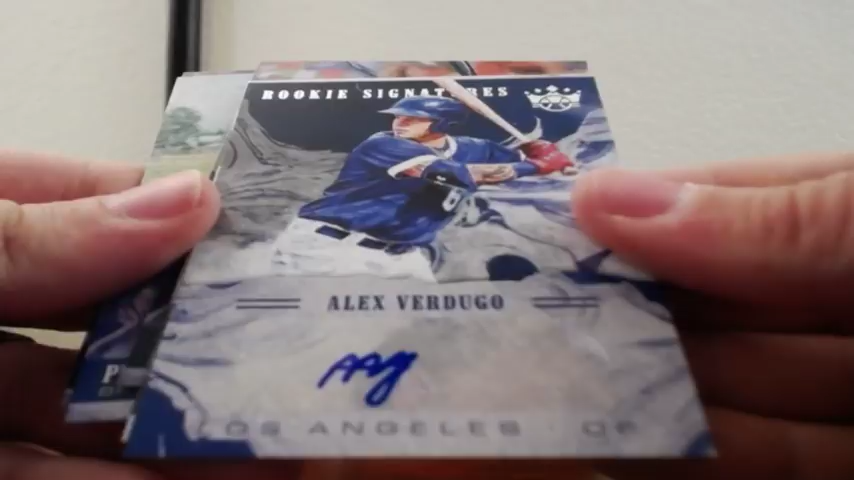 ROOKIE SIGNATURES
ALEX VERDUGO
LOS ANGELES · OF
P